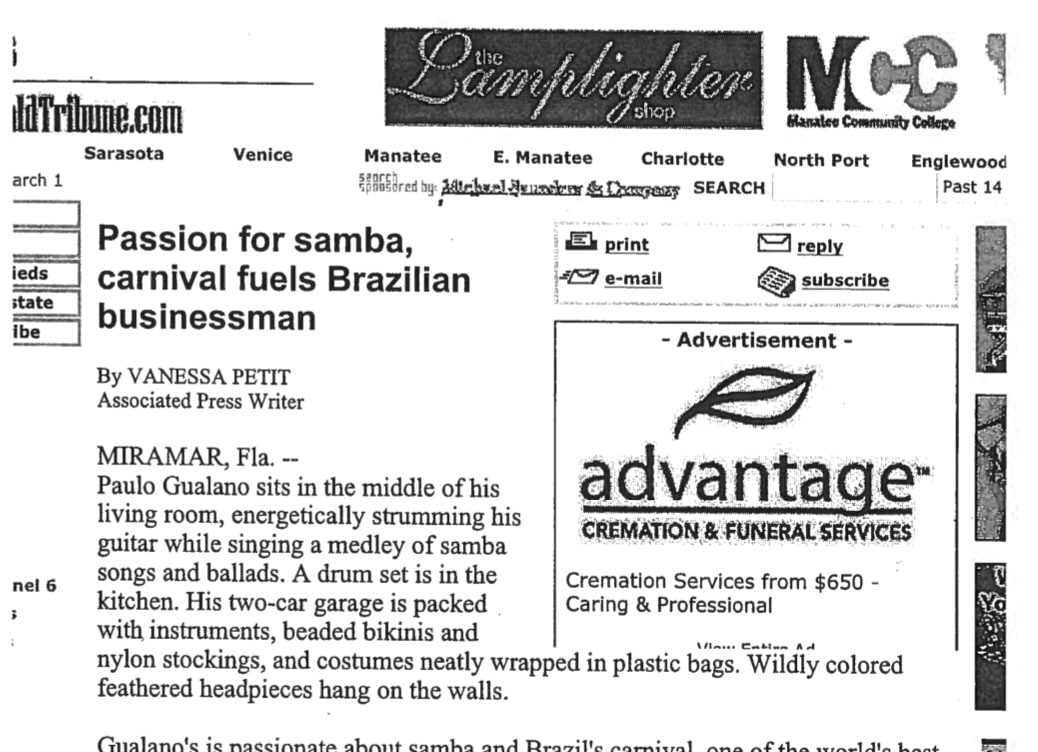 the
Lamplighter
shop
MCC
Manatee Community College
ldTribune.com
Sarasota Venice Manatee E. Manatee Charlotte North Port Englewood
arch 1
search
sponsored by: & Company SEARCH Past 14
Passion for samba,
carnival fuels Brazilian
businessman
print reply
e-mail subscribe
ieds
state
ibe
- Advertisement -
By VANESSA PETIT
Associated Press Writer
advantage™
CREMATION & FUNERAL SERVICES
Cremation Services from $650 -
Caring & Professional
View Entire Ad
MIRAMAR, Fla. --
Paulo Gualano sits in the middle of his
living room, energetically strumming his
guitar while singing a medley of samba
songs and ballads. A drum set is in the
kitchen. His two-car garage is packed
with instruments, beaded bikinis and
nylon stockings, and costumes neatly wrapped in plastic bags. Wildly colored
feathered headpieces hang on the walls.
nel 6
Yo
Gualano's is passionate about samba and Brazil's carnival, one of the world's best